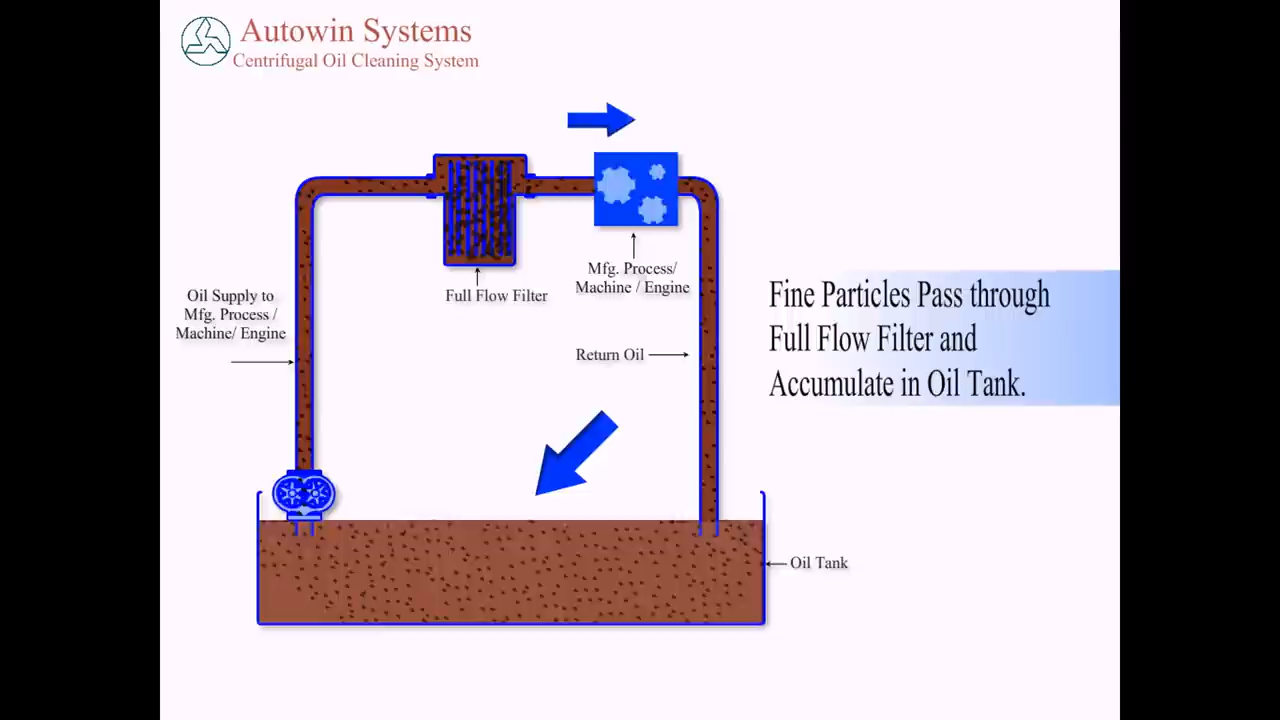 Autowin Systems
Centrifugal Oil Cleaning System
Mfg. Process/
Machine / Engine
Full Flow Filter
Oil Supply to
Mfg. Process /
Machine/ Engine
Return Oil
Fine Particles Pass through
Full Flow Filter and
Accumulate in Oil Tank.
Oil Tank